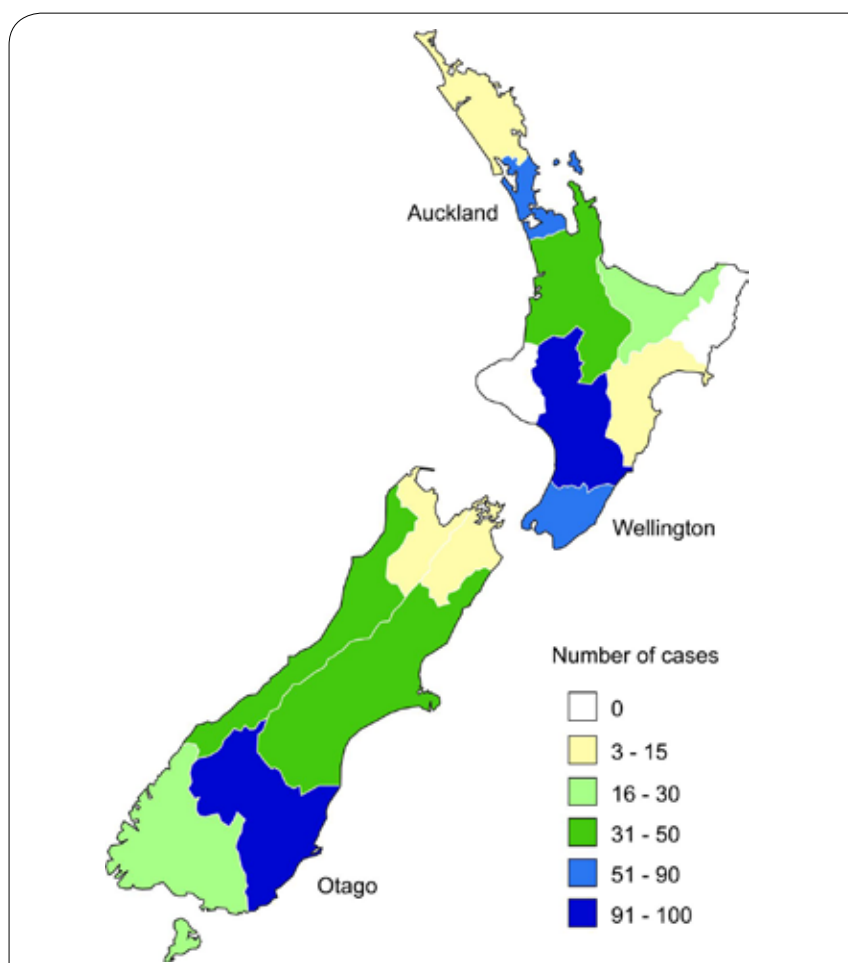 Auckland
Wellington
Number of cases
0
3 - 15
16 - 30
31 - 50
51 - 90
91 - 100
Otago